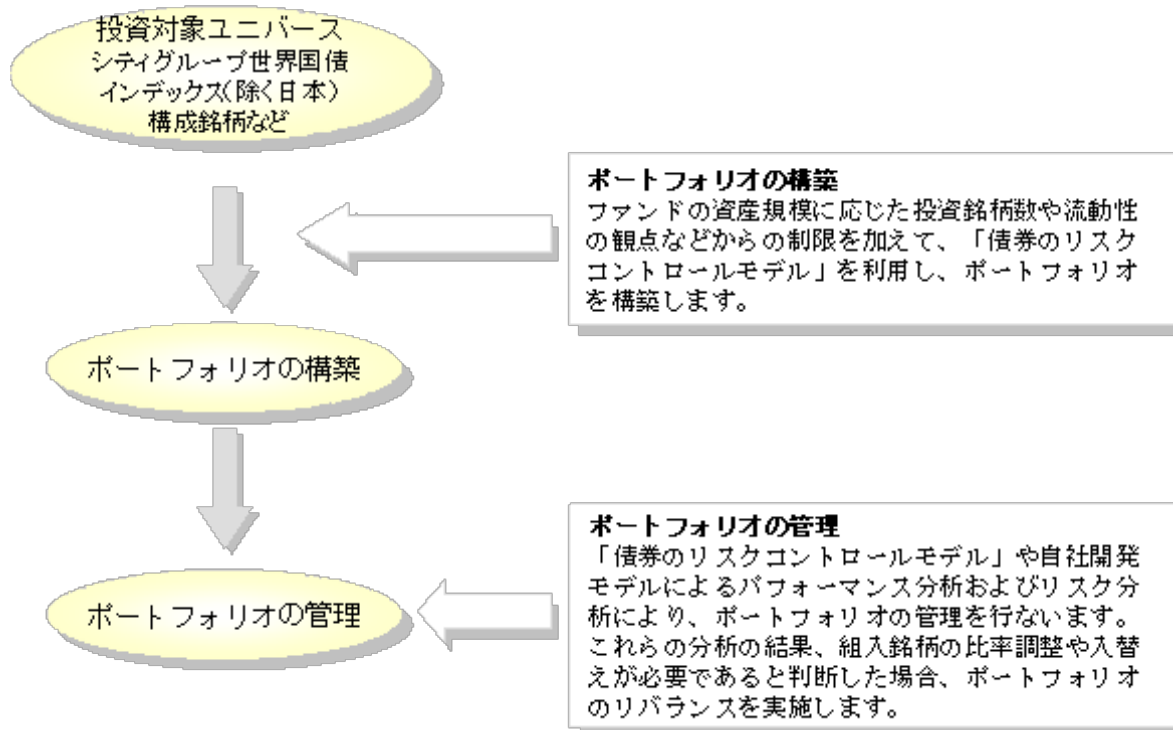 投資対象ユニバース
シティグループ世界国債
インデックス(除く日本)
構成銘柄など
ポートフォリオの構築
ファンドの資産規模に応じた投資銘柄数や流動性
の観点などからの制限を加えて、「債券のリスク
コントロールモデル」を利用し、ポートフォリオ
を構築します。
ポートフォリオの構築
ポートフォリオの管理
「債券のリスクコントロールモデル」や自社開発
モデルによるパフォーマンス分析およびリスク分
析により、ポートフォリオの管理を行ないます。
これらの分析の結果、組入銘柄の比率調整や入替
えが必要であると判断した場合、ポートフォリオ
のリバランスを実施します。
ポートフォリオの管理